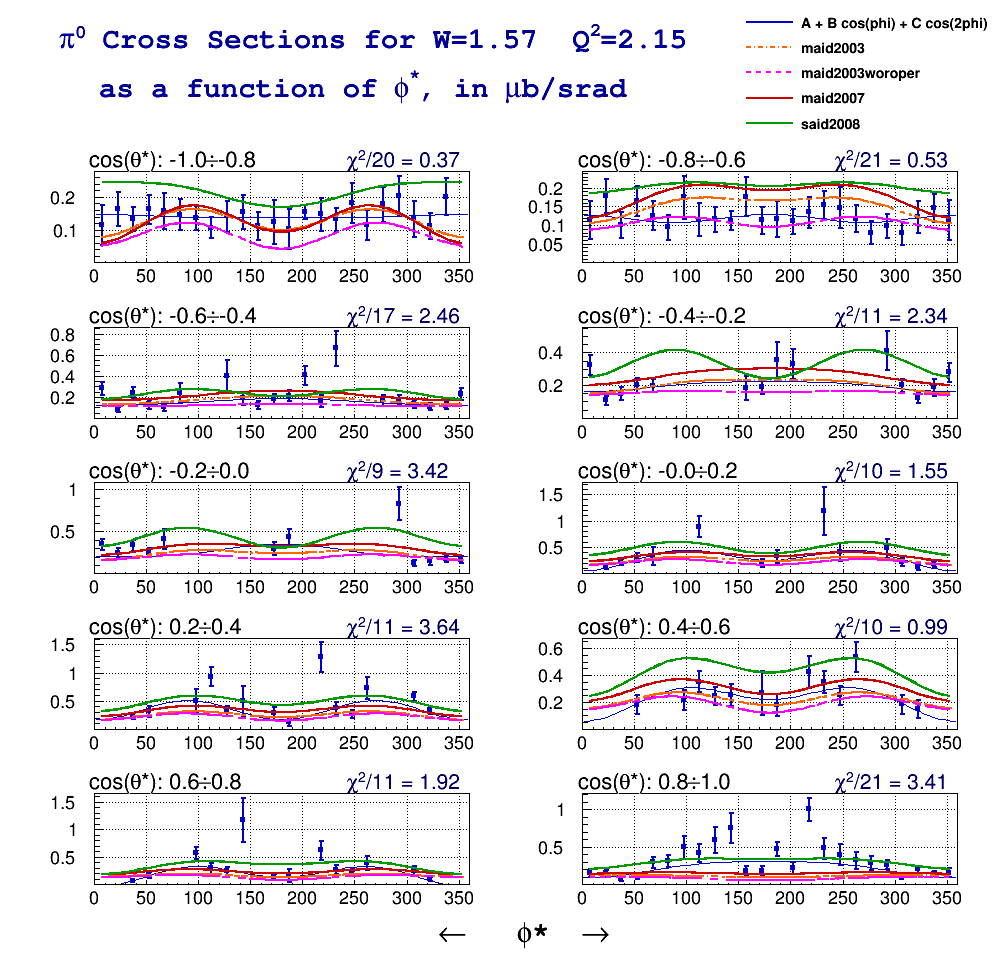 π⁰ Cross Sections for W=1.57 Q²=2.15
as a function of ϕ*, in μb/srad
A + B cos(phi) + C cos(2phi)
maid2003
maid2003woroper
maid2007
said2008
cos(θ*): -1.0÷-0.8 χ²/20 = 0.37
0.2
0.1
0 50 100 150 200 250 300 350
cos(θ*): -0.8÷-0.6 χ²/21 = 0.53
0.2
0.15
0.1
0.05
0 50 100 150 200 250 300 350
cos(θ*): -0.6÷-0.4 χ²/17 = 2.46
0.8
0.6
0.4
0.2
0 50 100 150 200 250 300 350
cos(θ*): -0.4÷-0.2 χ²/11 = 2.34
0.4
0.2
0 50 100 150 200 250 300 350
cos(θ*): -0.2÷0.0 χ²/9 = 3.42
1
0.5
0 50 100 150 200 250 300 350
cos(θ*): -0.0÷0.2 χ²/10 = 1.55
1.5
1
0.5
0 50 100 150 200 250 300 350
cos(θ*): 0.2÷0.4 χ²/11 = 3.64
1.5
1
0.5
0 50 100 150 200 250 300 350
cos(θ*): 0.4÷0.6 χ²/10 = 0.99
0.6
0.4
0.2
0 50 100 150 200 250 300 350
cos(θ*): 0.6÷0.8 χ²/11 = 1.92
1.5
1
0.5
0 50 100 150 200 250 300 350
cos(θ*): 0.8÷1.0 χ²/21 = 3.41
1
0.5
0 50 100 150 200 250 300 350
← ϕ* →